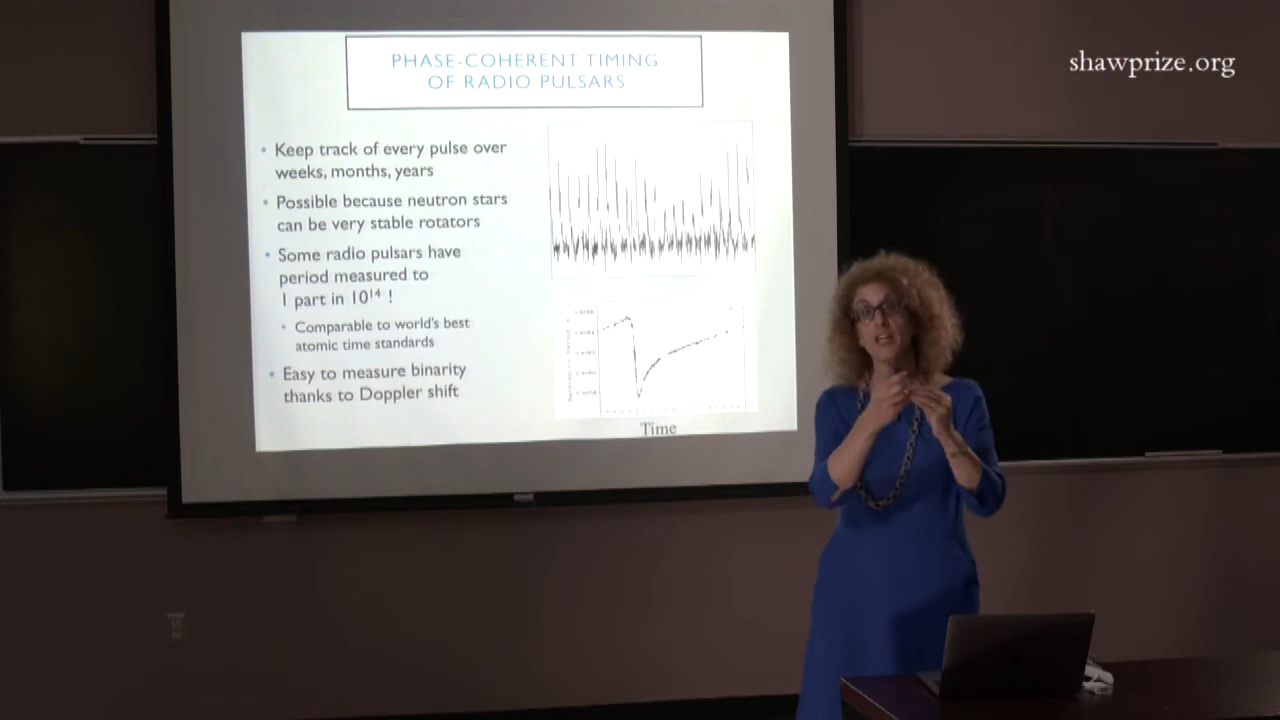 shawprize.org
PHASE-COHERENT TIMING
OF RADIO PULSARS
• Keep track of every pulse over
weeks, months, years
• Possible because neutron stars
can be very stable rotators
• Some radio pulsars have
period measured to
1 part in 10¹⁴ !
• Comparable to world's best
atomic time standards
• Easy to measure binarity
thanks to Doppler shift
Time